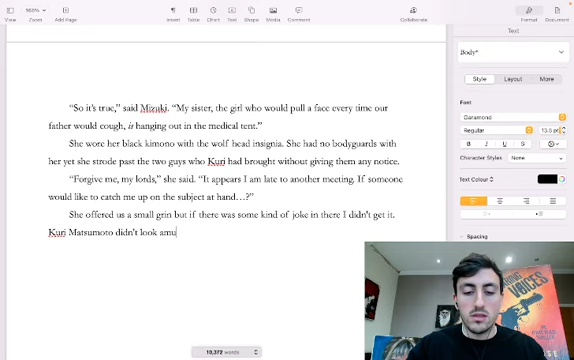 Insert
Table
Chart
Text
Shape
Media
Comment
Add Page
Collaborate
Format
Document
Text
Body*
Style
Layout
More
“So it's true,” said Mizuki. “My sister, the girl who would pull a face every time our
father would cough, is hanging out in the medical tent.”
She wore her black kimono with the wolf head insignia. She had no bodyguards with
her yet she strode past the two guys who Kuri had brought without giving them any notice.
“Forgive me, my lords,” she said. “It appears I am late to another meeting. If someone
would like to catch me up on the subject at hand…?”
She offered us a small grin but if there was some kind of joke in there I didn't get it.
Kuri Matsumoto didn't look amu
Font
Garamond
Regular
13.5 pt
B I U S
Character Styles
None
Text Colour
Spacing
10,372 words
VOICES